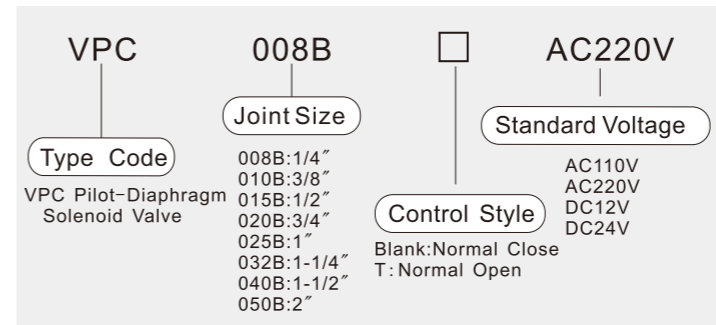 VPC 008B □ AC220V
Type Code
VPC Pilot-Diaphragm
Solenoid Valve
Joint Size
008B:1/4″
010B:3/8″
015B:1/2″
020B:3/4″
025B:1″
032B:1-1/4″
040B:1-1/2″
050B:2″
Control Style
Blank:Normal Close
T:Normal Open
Standard Voltage
AC110V
AC220V
DC12V
DC24V